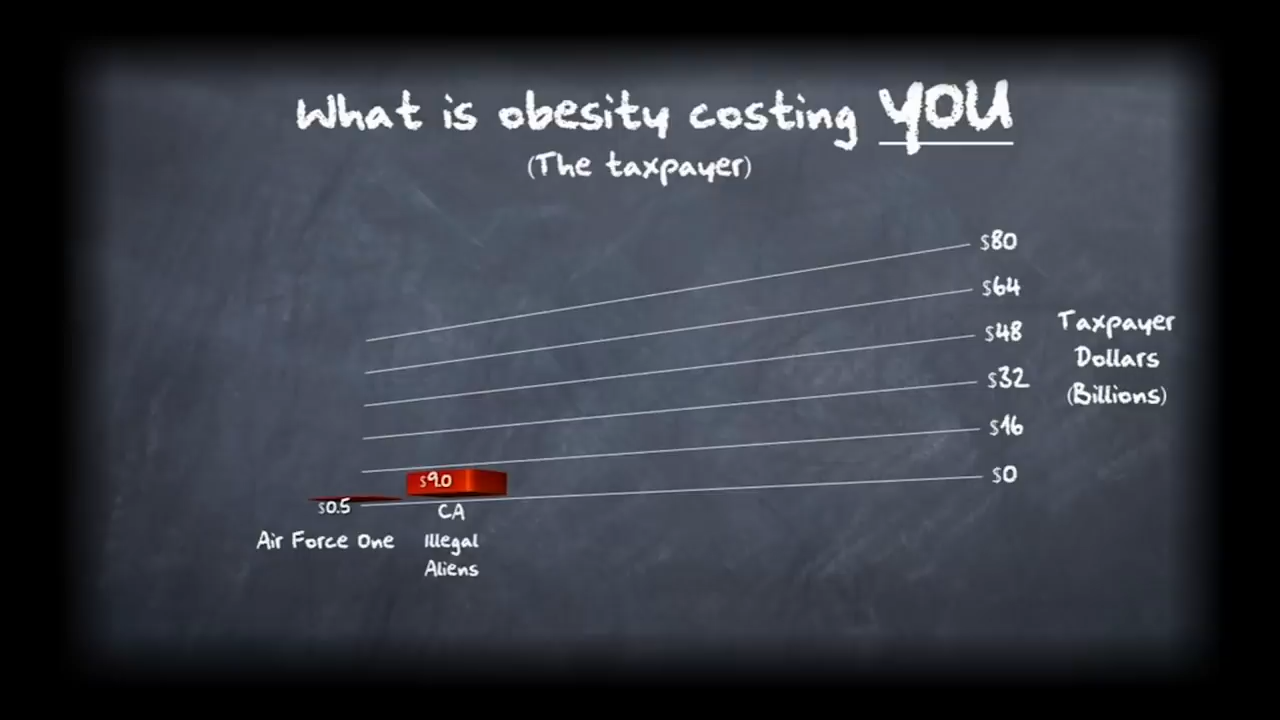 What is obesity costing YOU
(The taxpayer)
$80
$64
$48
$32
$16
$0
Taxpayer
Dollars
(Billions)
$0.5
Air Force One
$9.0
CA
Illegal
Aliens